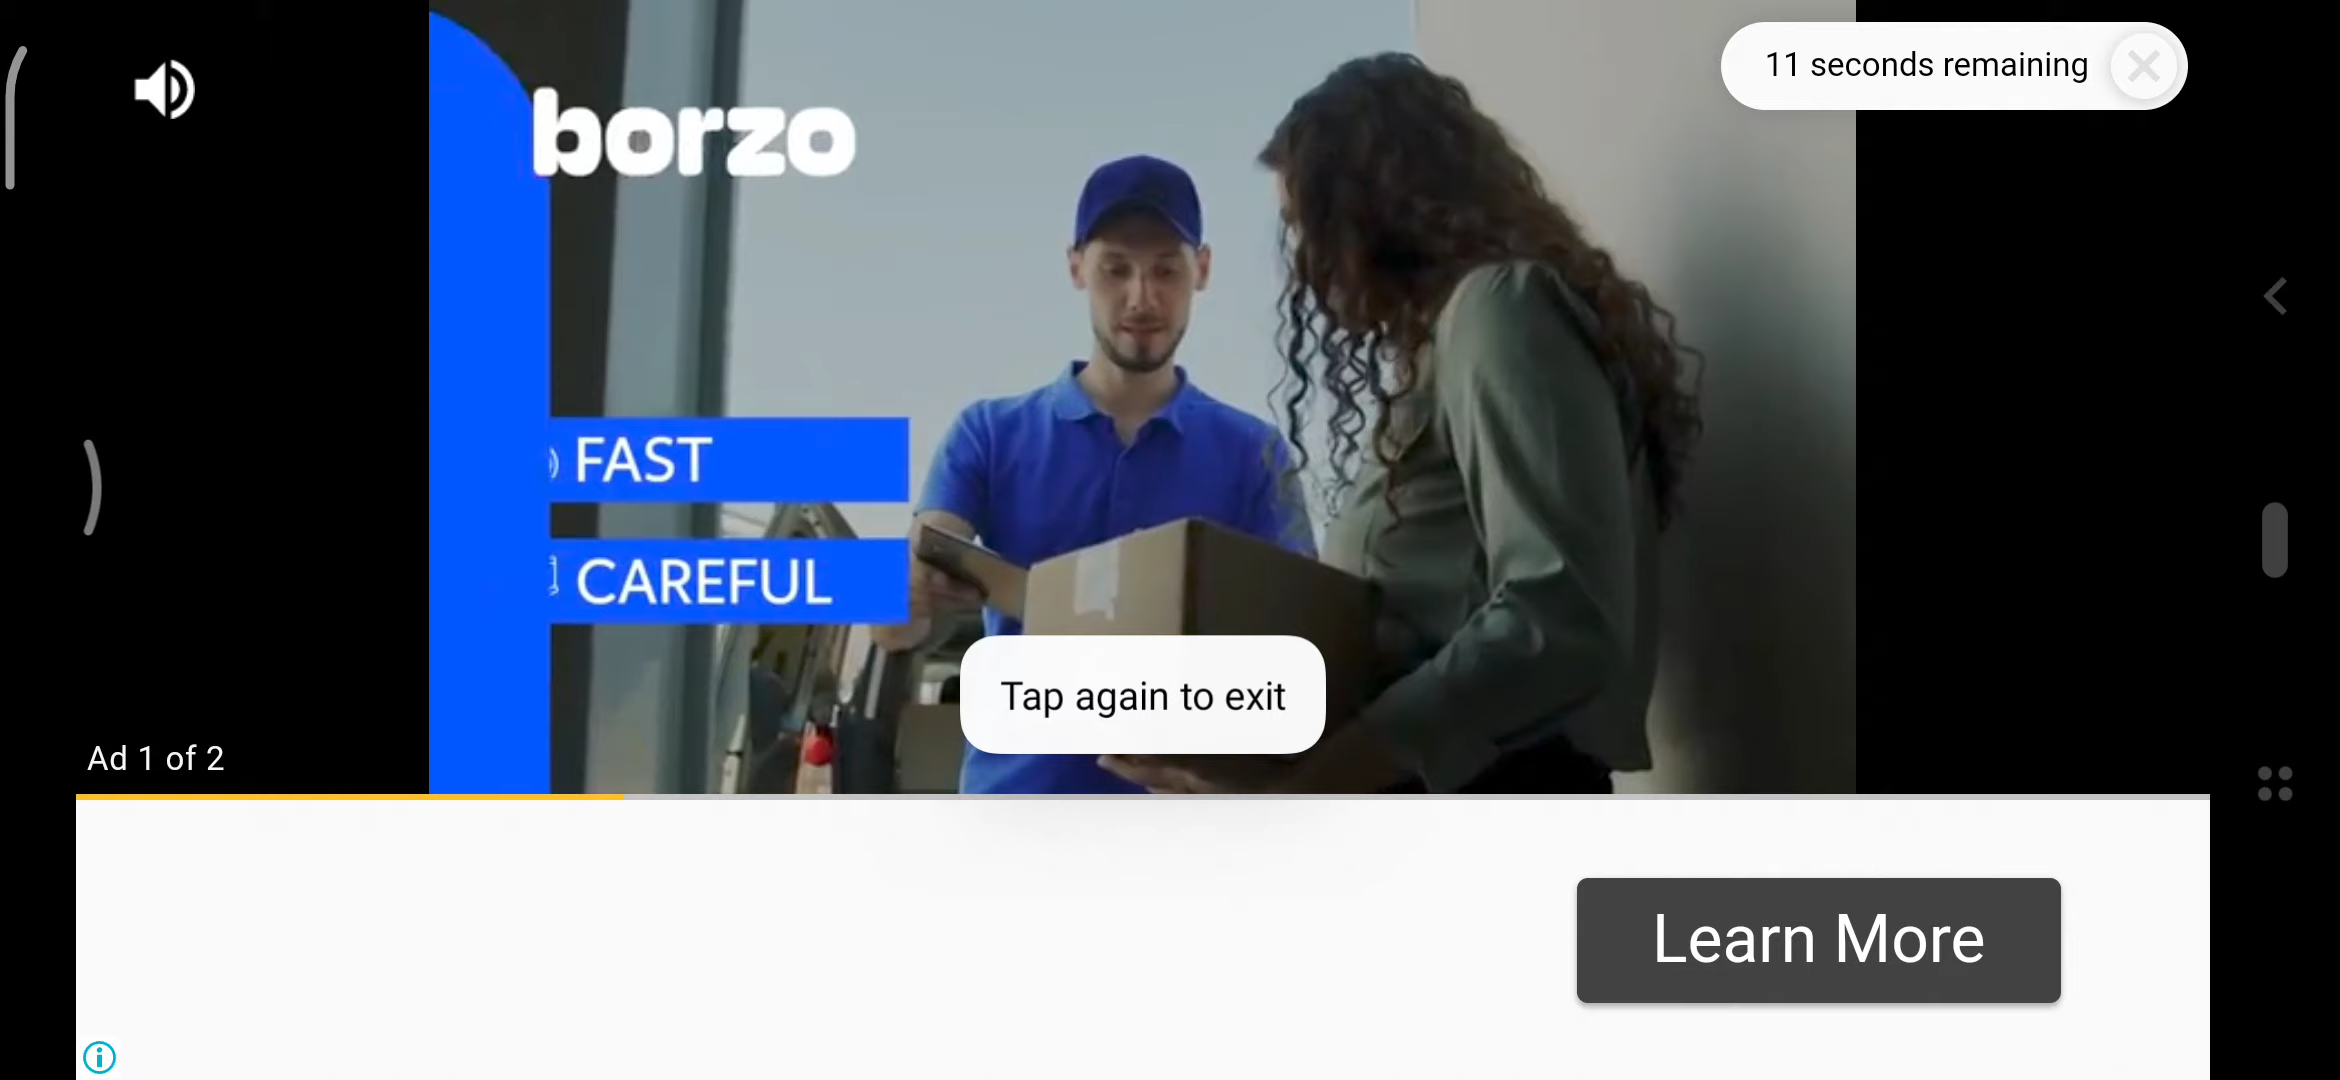 11 seconds remaining
borzo
FAST
CAREFUL
Tap again to exit
Ad 1 of 2
Learn More